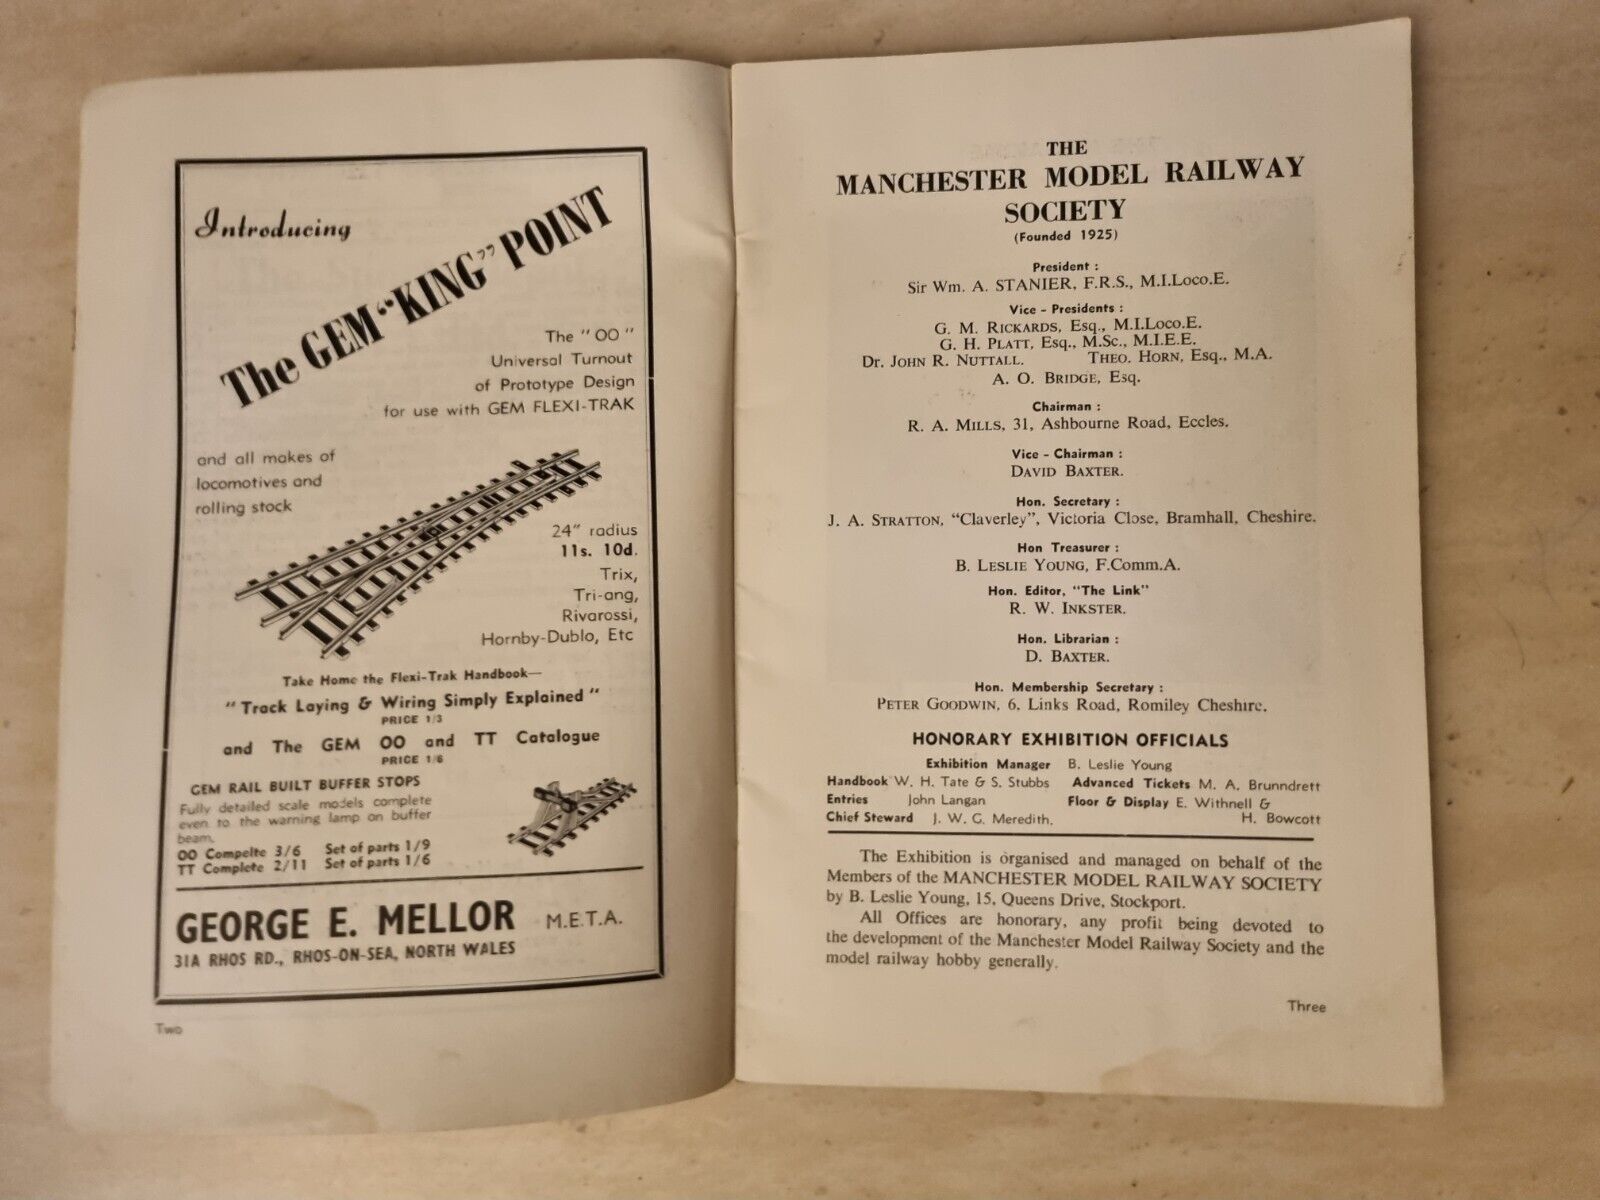 Introducing
The GEM "KING" POINT
The "OO"
Universal Turnout
of Prototype Design
for use with GEM FLEXI-TRAK
and all makes of
locomotives and
rolling stock
24" radius
11s. 10d.
Trix,
Tri-ang,
Rivarossi,
Hornby-Dublo, Etc
Take Home the Flexi-Trak Handbook—
"Track Laying & Wiring Simply Explained"
PRICE 1/3
and The GEM OO and TT Catalogue
PRICE 1/6
GEM RAIL BUILT BUFFER STOPS
Fully detailed scale models complete
even to the warning lamp on buffer
beam.
OO Compelte 3/6 Set of parts 1/9
TT Complete 2/11 Set of parts 1/6
GEORGE E. MELLOR M.E.T.A.
31A RHOS RD., RHOS-ON-SEA, NORTH WALES
Two
THE
MANCHESTER MODEL RAILWAY
SOCIETY
(Founded 1925)
President :
Sir Wm. A. STANIER, F.R.S., M.I.Loco.E.
Vice - Presidents :
G. M. RICKARDS, Esq., M.I.Loco.E.
G. H. PLATT, Esq., M.Sc., M.I.E.E.
Dr. JOHN R. NUTTALL. THEO. HORN, Esq., M.A.
A. O. BRIDGE, Esq.
Chairman :
R. A. MILLS, 31, Ashbourne Road, Eccles.
Vice - Chairman :
DAVID BAXTER.
Hon. Secretary :
J. A. STRATTON, "Claverley", Victoria Close, Bramhall, Cheshire.
Hon Treasurer :
B. LESLIE YOUNG, F.Comm.A.
Hon. Editor, "The Link"
R. W. INKSTER.
Hon. Librarian :
D. BAXTER.
Hon. Membership Secretary :
PETER GOODWIN, 6, Links Road, Romiley Cheshire.
HONORARY EXHIBITION OFFICIALS
Exhibition Manager B. Leslie Young
Handbook W. H. Tate & S. Stubbs Advanced Tickets M. A. Brunndrett
Entries John Langan Floor & Display E. Withnell &
Chief Steward J. W. G. Meredith. H. Bowcott
The Exhibition is organised and managed on behalf of the
Members of the MANCHESTER MODEL RAILWAY SOCIETY
by B. Leslie Young, 15, Queens Drive, Stockport.
All Offices are honorary, any profit being devoted to
the development of the Manchester Model Railway Society and the
model railway hobby generally.
Three